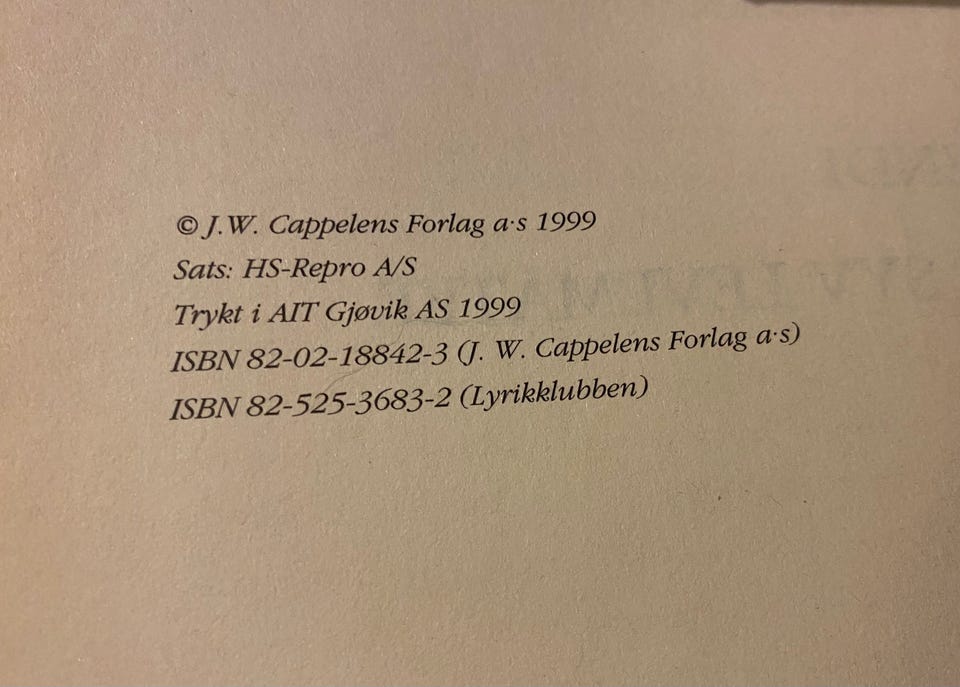 © J.W. Cappelens Forlag a·s 1999
Sats: HS-Repro A/S
Trykt i AIT Gjøvik AS 1999
ISBN 82-02-18842-3 (J. W. Cappelens Forlag a·s)
ISBN 82-525-3683-2 (Lyrikklubben)